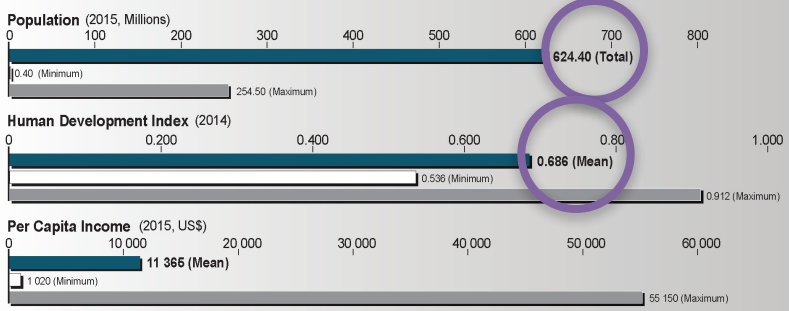 Population (2015, Millions)
0 100 200 300 400 500 600 700 800
624.40 (Total)
0.40 (Minimum)
254.50 (Maximum)
Human Development Index (2014)
0 0.200 0.400 0.600 0.80 1.000
0.686 (Mean)
0.536 (Minimum)
0.912 (Maximum)
Per Capita Income (2015, US$)
0 10 000 20 000 30 000 40 000 50 000 60 000
11 365 (Mean)
1 020 (Minimum)
55 150 (Maximum)